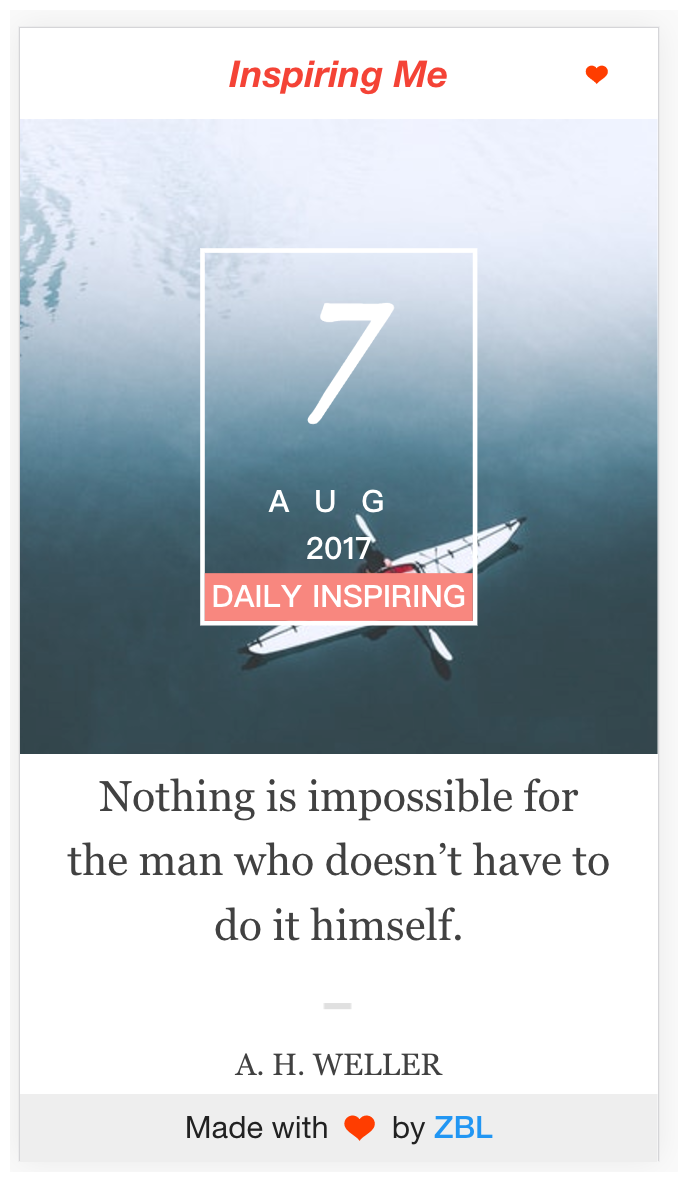 Inspiring Me
7
A U G
2017
DAILY INSPIRING
Nothing is impossible for
the man who doesn’t have to
do it himself.
A. H. WELLER
Made with ❤ by ZBL